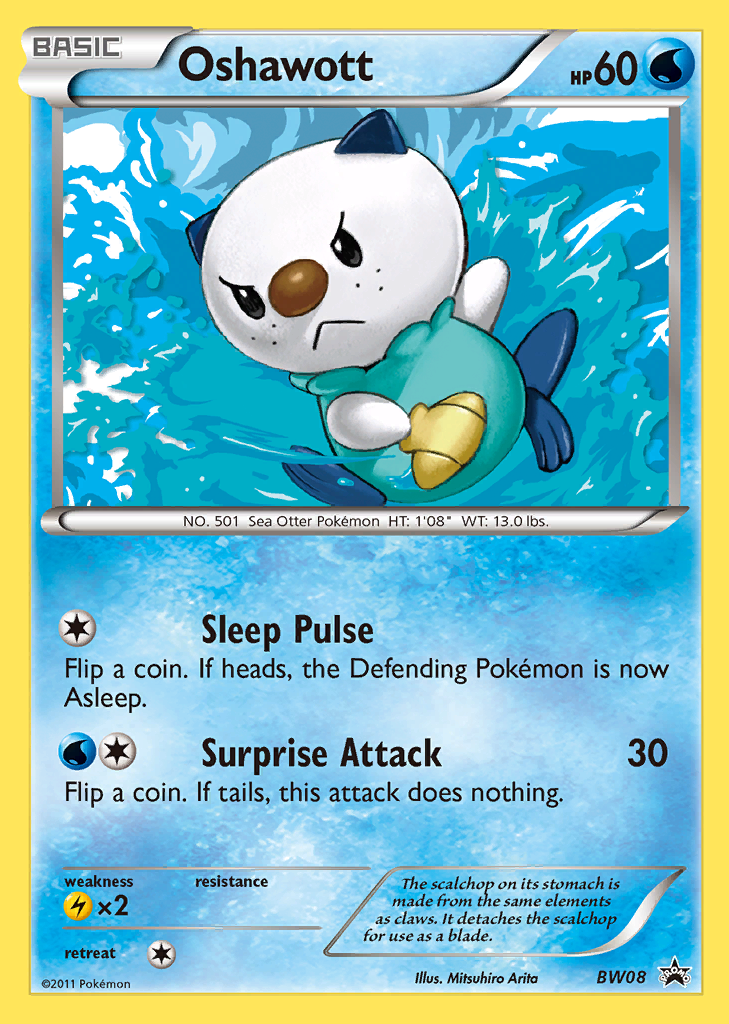 BASIC
Oshawott
HP60
NO. 501 Sea Otter Pokémon HT: 1'08" WT: 13.0 lbs.
Sleep Pulse
Flip a coin. If heads, the Defending Pokémon is now
Asleep.
Surprise Attack 30
Flip a coin. If tails, this attack does nothing.
weakness resistance
×2
retreat
The scalchop on its stomach is
made from the same elements
as claws. It detaches the scalchop
for use as a blade.
©2011 Pokémon
Illus. Mitsuhiro Arita
BW08
PROMO